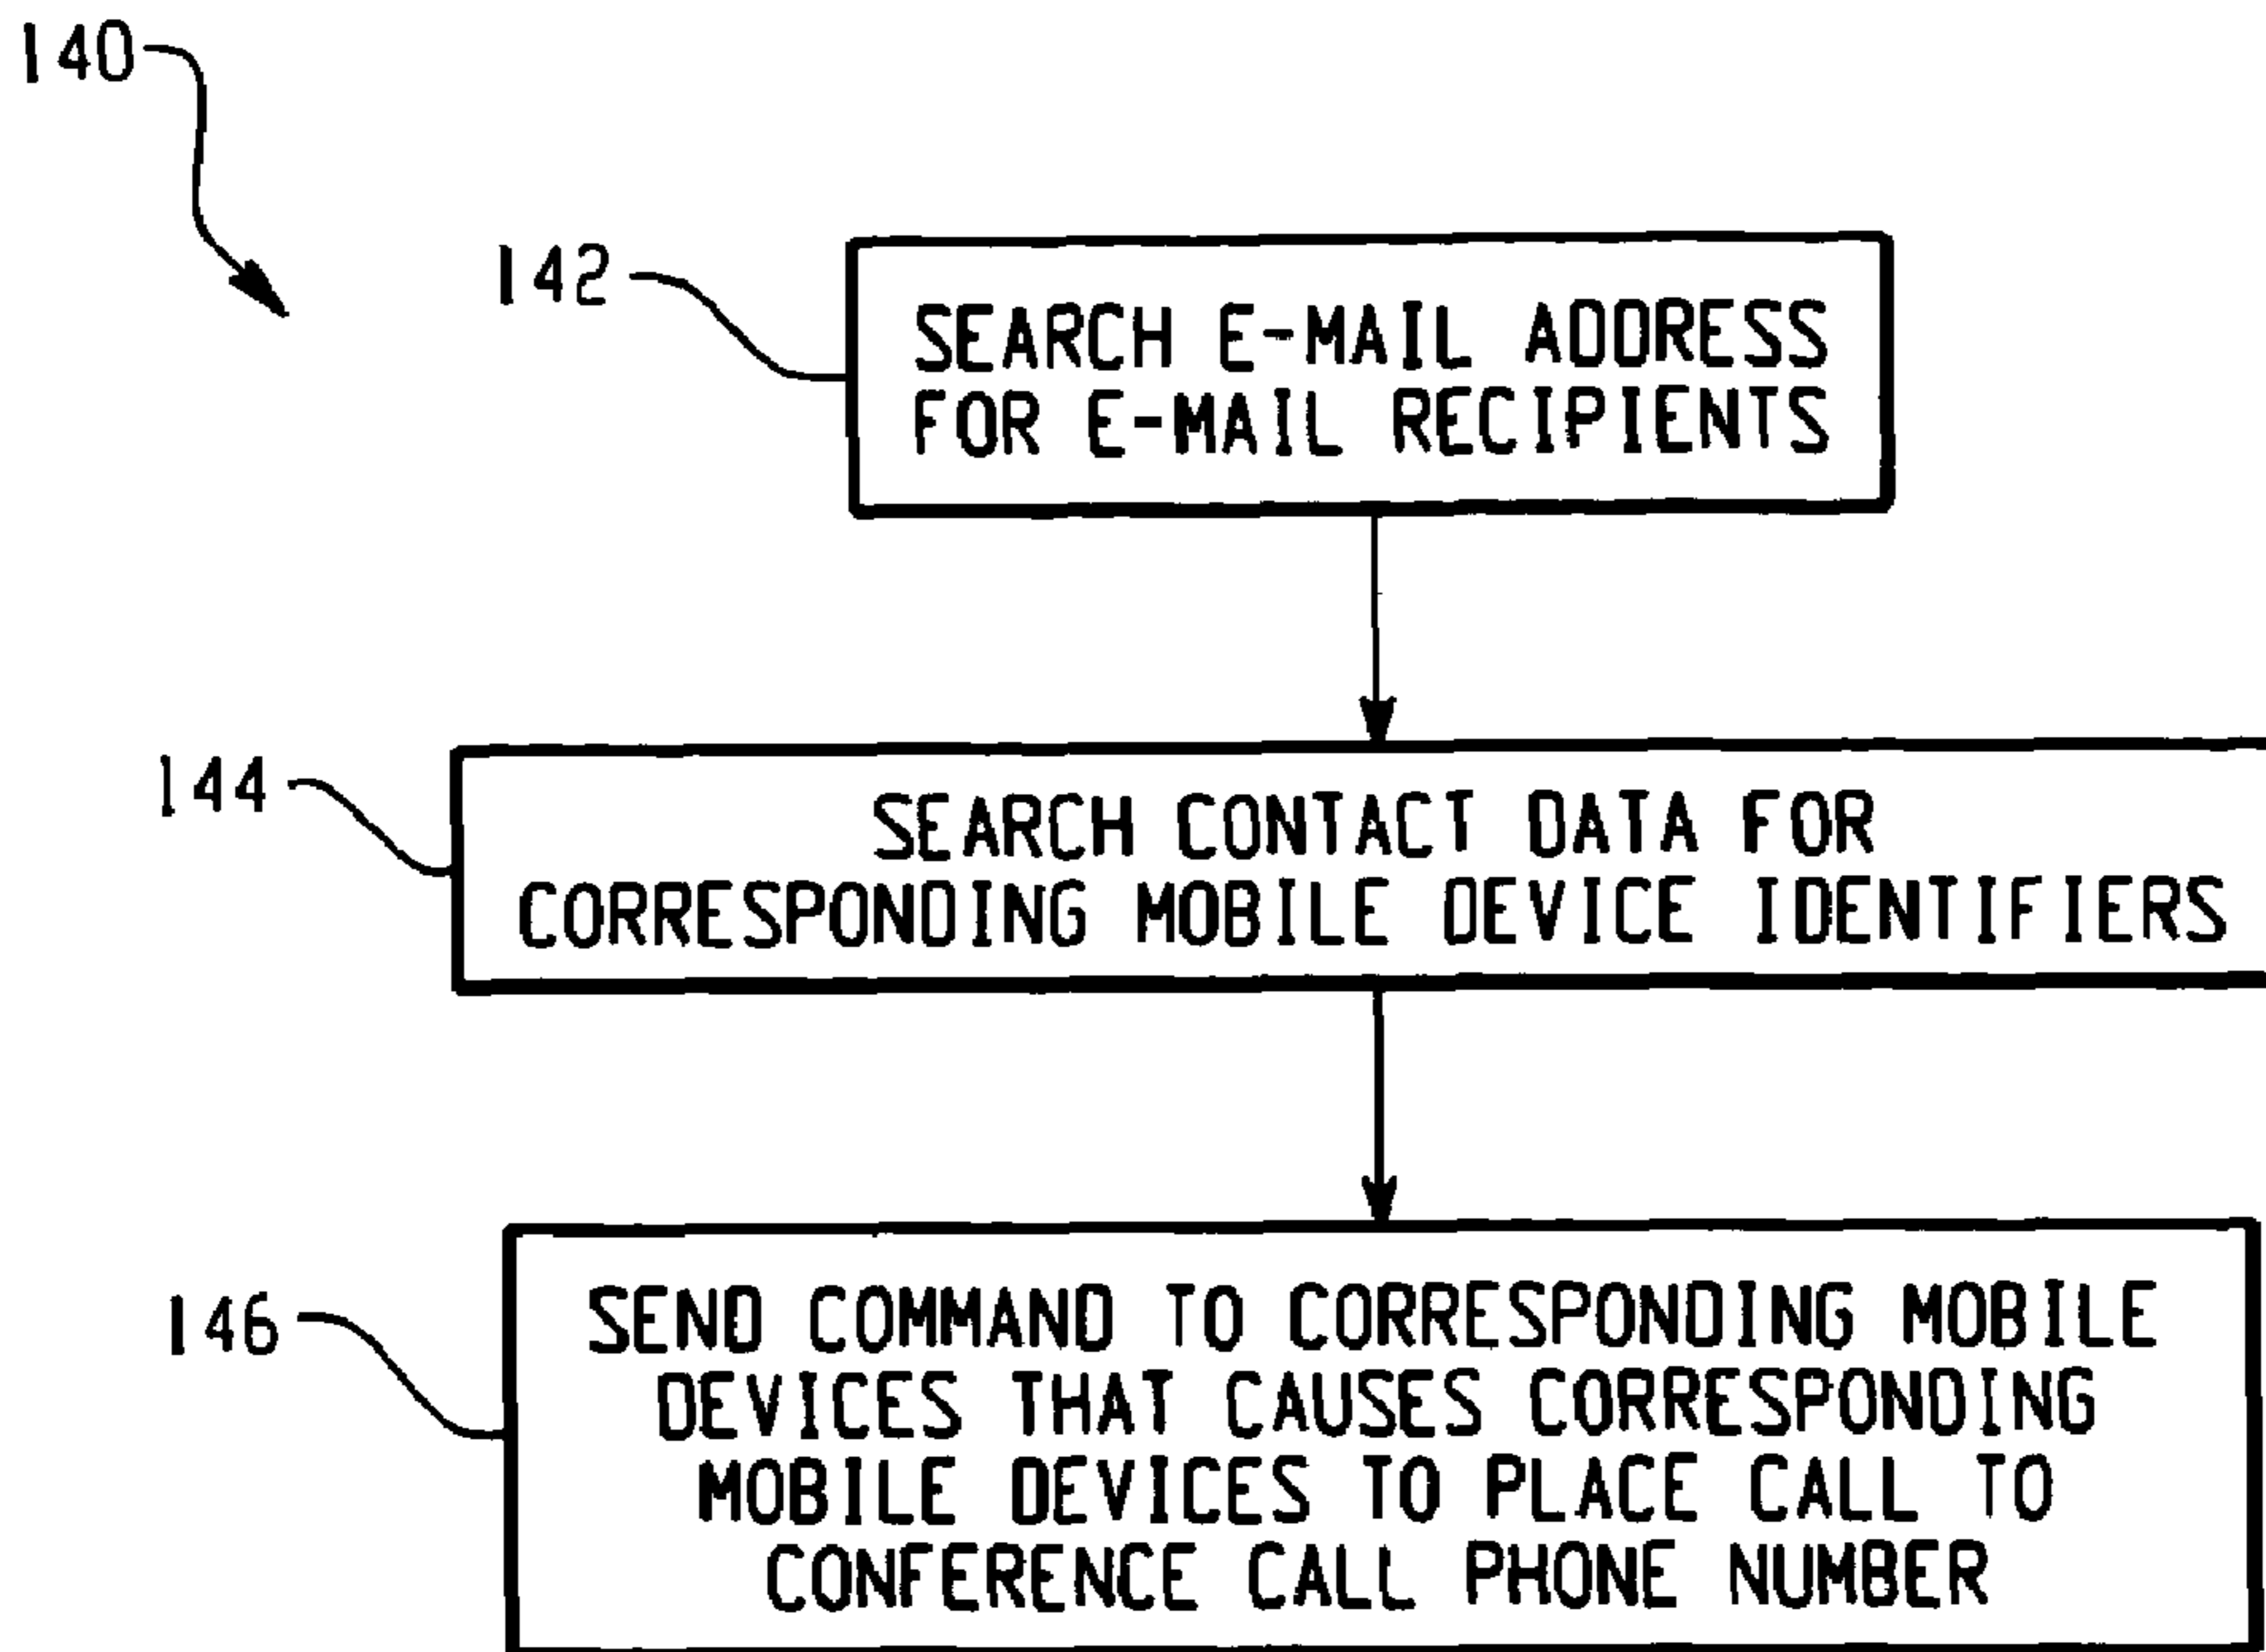 140
142
SEARCH E-MAIL ADDRESS
FOR E-MAIL RECIPIENTS
144
SEARCH CONTACT DATA FOR
CORRESPONDING MOBILE DEVICE IDENTIFIERS
146
SEND COMMAND TO CORRESPONDING MOBILE
DEVICES THAT CAUSES CORRESPONDING
MOBILE DEVICES TO PLACE CALL TO
CONFERENCE CALL PHONE NUMBER